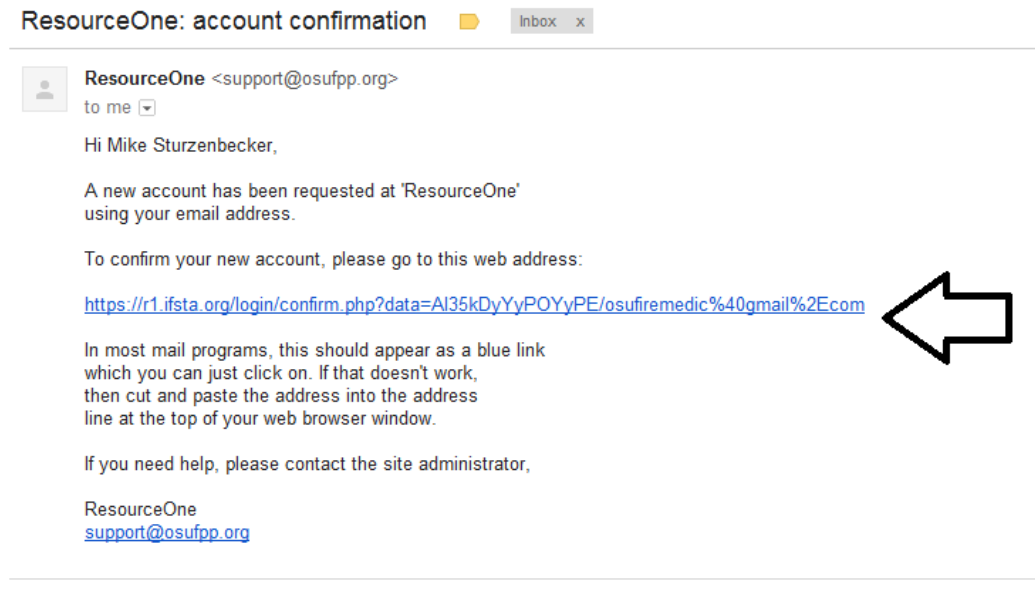 ResourceOne: account confirmation Inbox x
ResourceOne <support@osufpp.org>
to me
Hi Mike Sturzenbecker,
A new account has been requested at 'ResourceOne'
using your email address.
To confirm your new account, please go to this web address:
https://r1.ifsta.org/login/confirm.php?data=Al35kDyYyPOYyPE/osufiremedic%40gmail%2Ecom
In most mail programs, this should appear as a blue link
which you can just click on. If that doesn't work,
then cut and paste the address into the address
line at the top of your web browser window.
If you need help, please contact the site administrator,
ResourceOne
support@osufpp.org